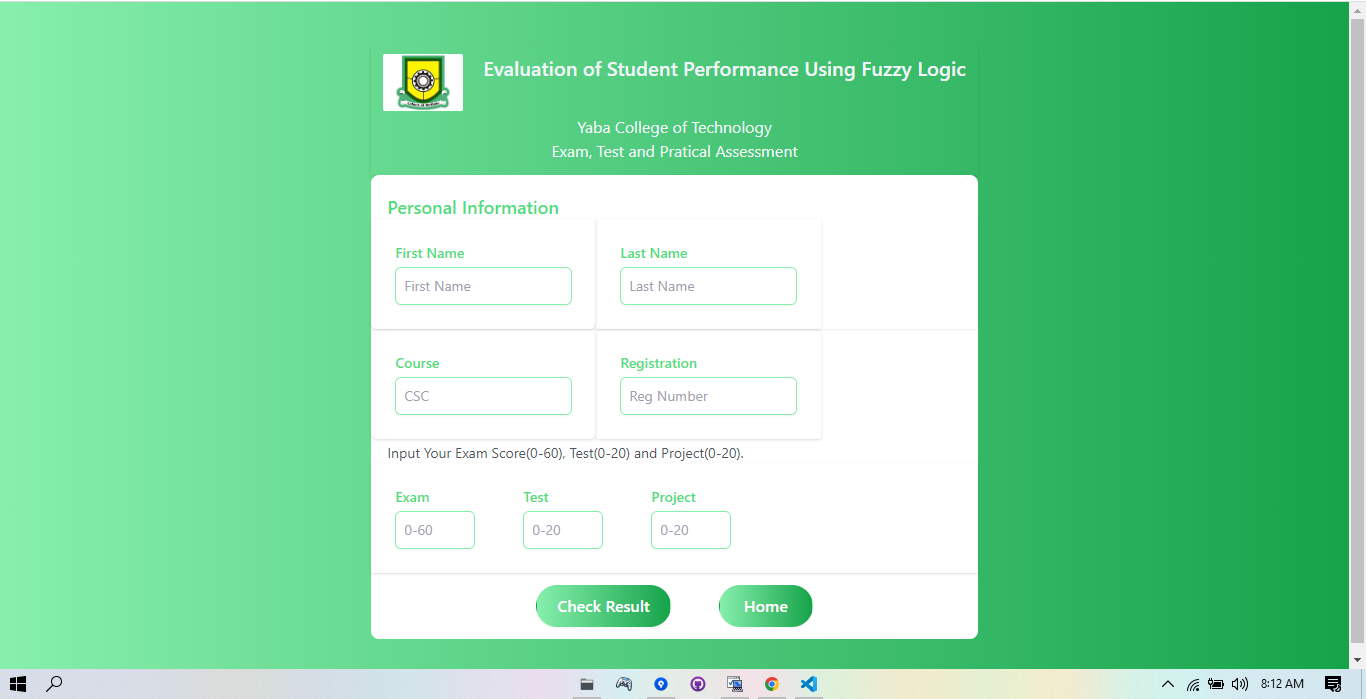 Evaluation of Student Performance Using Fuzzy Logic
Yaba College of Technology
Exam, Test and Pratical Assessment
Personal Information
First Name
Last Name
First Name
Last Name
Course
Registration
CSC
Reg Number
Input Your Exam Score(0-60), Test(0-20) and Project(0-20).
Exam
Test
Project
0-60
0-20
0-20
Check Result
Home
8:12 AM